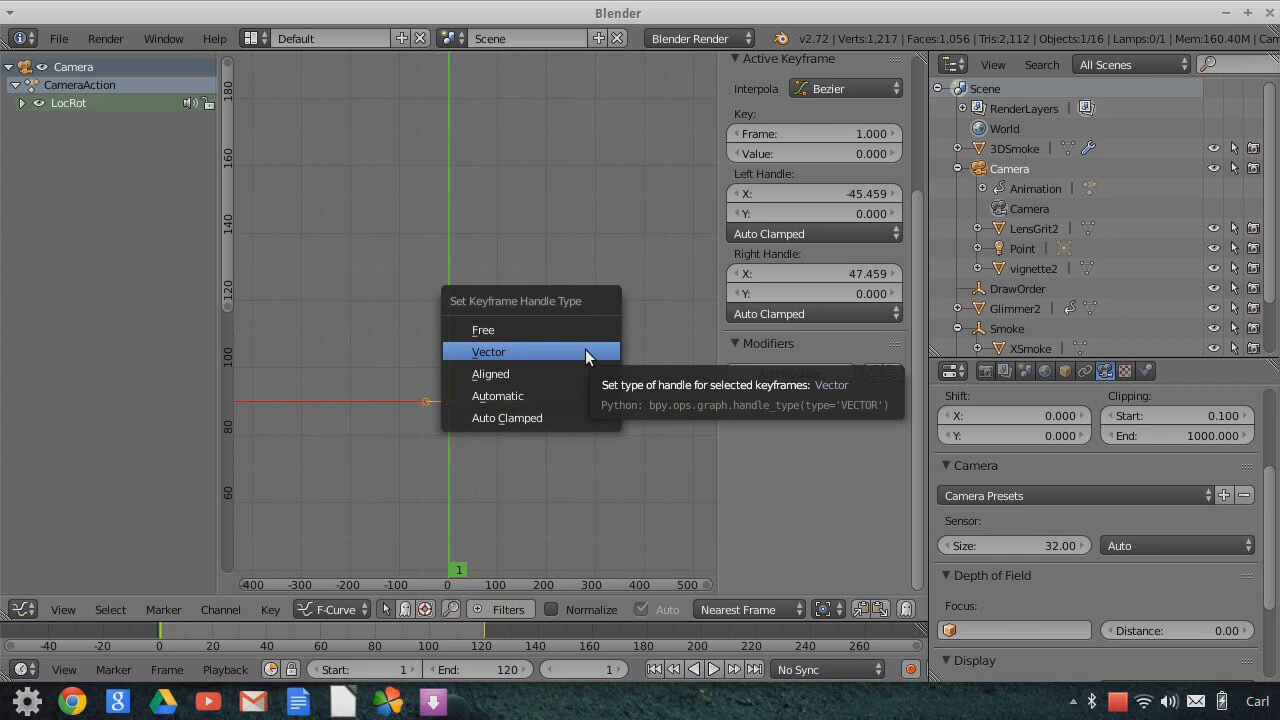 Blender
File Render Window Help Default Scene Blender Render v2.72 | Verts:1,217 | Faces:1,056 | Tris:2,112 | Objects:1/16 | Lamps:0/1 | Mem:160.40M | Cam
Camera
CameraAction
LocRot
180
160
140
120
100
80
60
-400 -300 -200 -100 0 100 200 300 400 500
1
Set Keyframe Handle Type
Free
Vector
Aligned
Automatic
Auto Clamped
Set type of handle for selected keyframes: Vector
Python: bpy.ops.graph.handle_type(type='VECTOR')
Active Keyframe
Interpola Bezier
Key:
Frame: 1.000
Value: 0.000
Left Handle:
X: -45.459
Y: 0.000
Auto Clamped
Right Handle:
X: 47.459
Y: 0.000
Auto Clamped
Modifiers
Add Modifier
View Search All Scenes
Scene
RenderLayers
World
3DSmoke
Camera
Animation
Camera
LensGrit2
Point
vignette2
DrawOrder
Glimmer2
Smoke
XSmoke
Shift: Clipping:
X: 0.000 Start: 0.100
Y: 0.000 End: 1000.000
Camera
Camera Presets
Sensor:
Size: 32.00 Auto
Depth of Field
Focus:
Distance: 0.00
Display
View Select Marker Channel Key F-Curve Filters Normalize Auto Nearest Frame
-40 -20 0 20 40 60 80 100 120 140 160 180 200 220 240 260
View Marker Frame Playback Start: 1 End: 120 1 No Sync
Carl